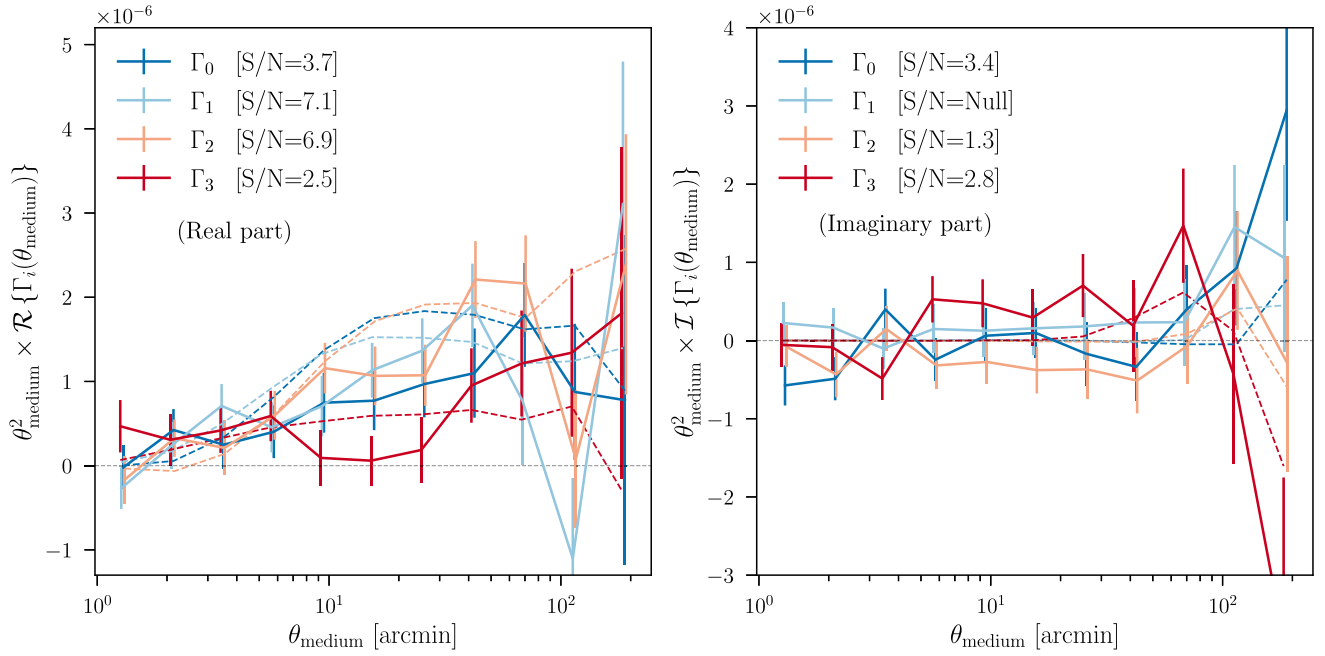 ×10⁻⁶
5
4
3
2
1
0
−1
θ²medium × R {Γi(θmedium)}
Γ0 [S/N=3.7]
Γ1 [S/N=7.1]
Γ2 [S/N=6.9]
Γ3 [S/N=2.5]
(Real part)
10⁰ 10¹ 10²
θmedium [arcmin]
×10⁻⁶
4
3
2
1
0
−1
−2
−3
θ²medium × I {Γi(θmedium)}
Γ0 [S/N=3.4]
Γ1 [S/N=Null]
Γ2 [S/N=1.3]
Γ3 [S/N=2.8]
(Imaginary part)
10⁰ 10¹ 10²
θmedium [arcmin]